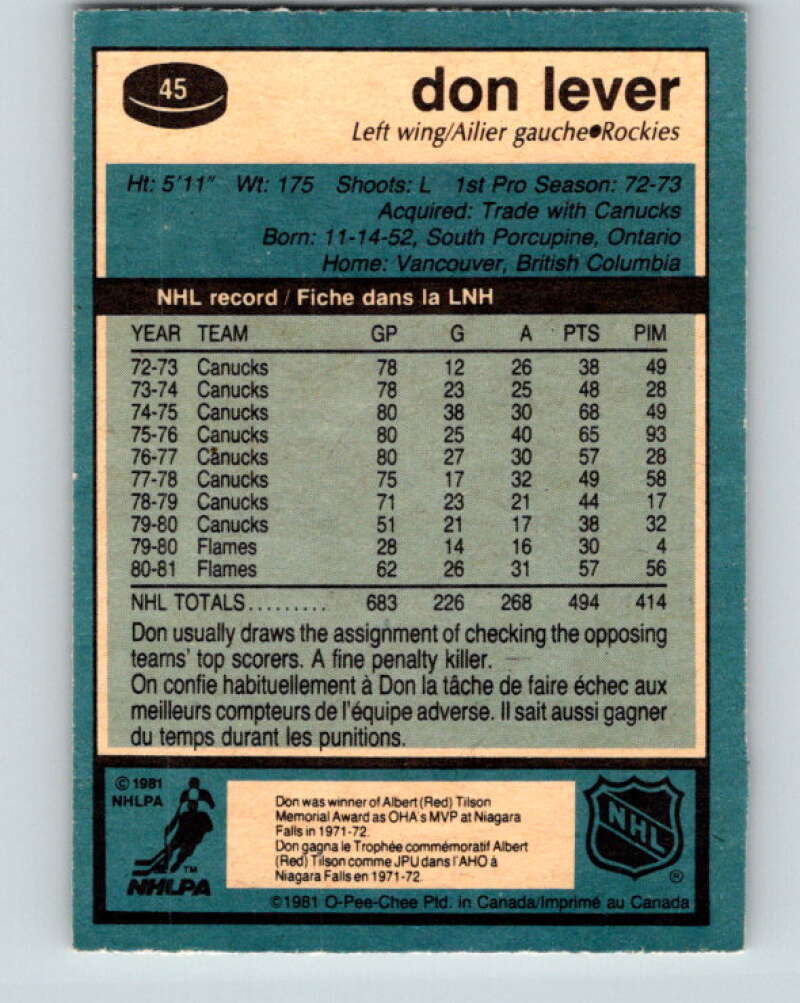 45
don lever
Left wing/Ailier gauche●Rockies
Ht: 5'11" Wt: 175 Shoots: L 1st Pro Season: 72-73
Acquired: Trade with Canucks
Born: 11-14-52, South Porcupine, Ontario
Home: Vancouver, British Columbia
NHL record / Fiche dans la LNH
YEAR TEAM GP G A PTS PIM
72-73 Canucks 78 12 26 38 49
73-74 Canucks 78 23 25 48 28
74-75 Canucks 80 38 30 68 49
75-76 Canucks 80 25 40 65 93
76-77 Canucks 80 27 30 57 28
77-78 Canucks 75 17 32 49 58
78-79 Canucks 71 23 21 44 17
79-80 Canucks 51 21 17 38 32
79-80 Flames 28 14 16 30 4
80-81 Flames 62 26 31 57 56
NHL TOTALS......... 683 226 268 494 414
Don usually draws the assignment of checking the opposing
teams' top scorers. A fine penalty killer.
On confie habituellement à Don la tâche de faire échec aux
meilleurs compteurs de l'équipe adverse. Il sait aussi gagner
du temps durant les punitions.
© 1981
NHLPA
TM
NHLPA
Don was winner of Albert (Red) Tilson
Memorial Award as OHA's MVP at Niagara
Falls in 1971-72.
Don gagna le Trophée commémoratif Albert
(Red) Tilson comme JPU dans l'AHO à
Niagara Falls en 1971-72.
NHL
®
©1981 O-Pee-Chee Ptd. in Canada/Imprimé au Canada